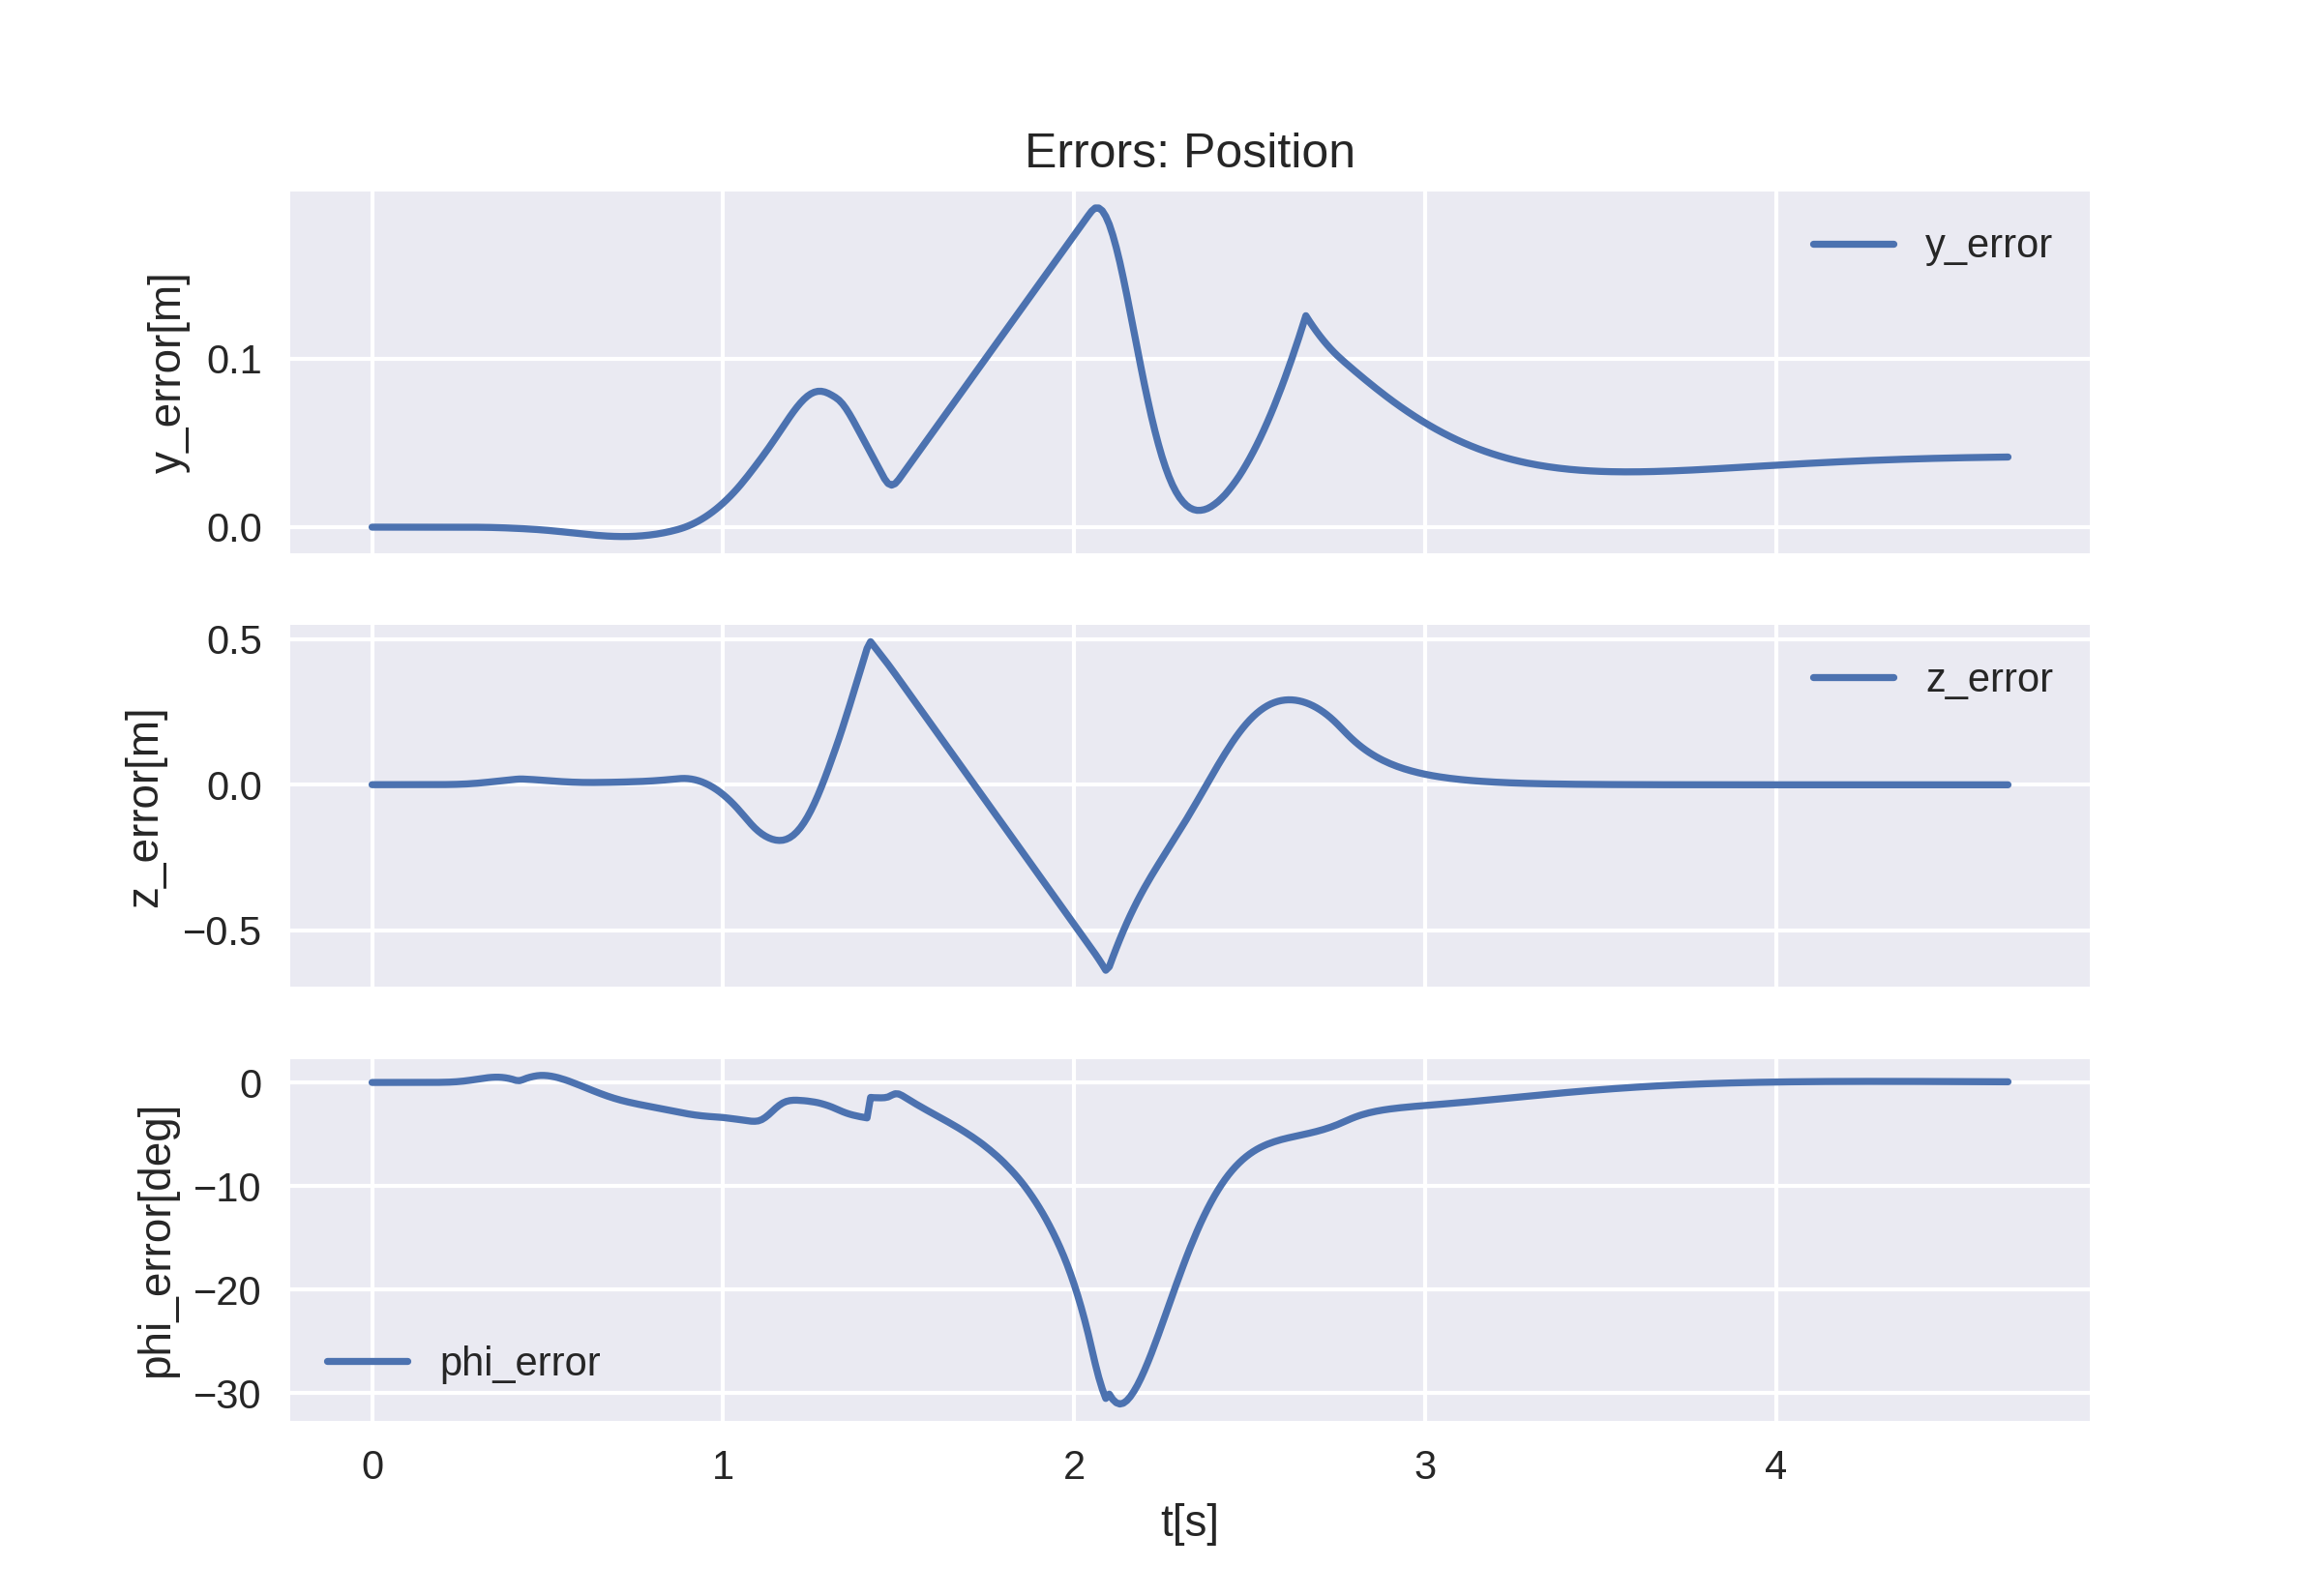 Errors: Position
y_error[m]
0.1
0.0
y_error
z_error[m]
0.5
0.0
−0.5
z_error
phi_error[deg]
0
−10
−20
−30
phi_error
0 1 2 3 4
t[s]